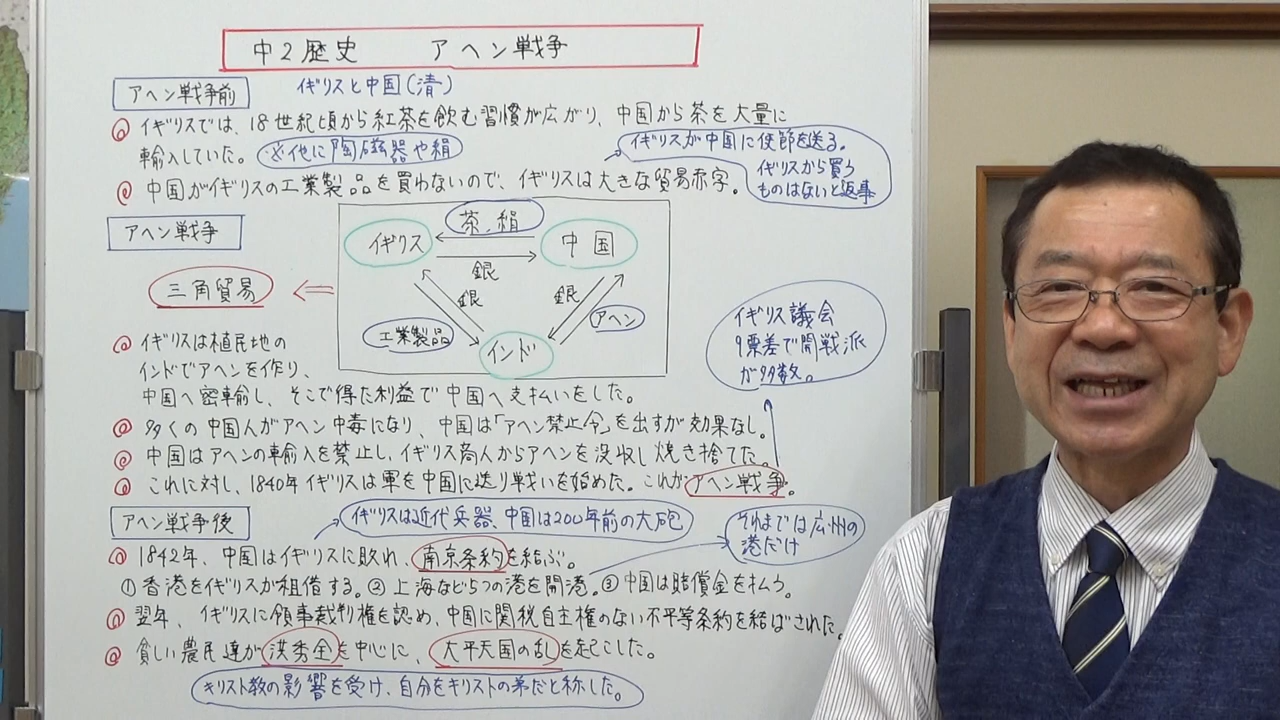 中2歴史 アヘン戦争
アヘン戦争前 イギリスと中国(清)
◎ イギリスでは、18世紀頃から紅茶を飲む習慣が広がり、中国から茶を大量に
輸入していた。 ※他に陶磁器や絹
イギリスが中国に使節を送る。
イギリスから買う
ものはないと返事
◎ 中国がイギリスの工業製品を買わないので、イギリスは大きな貿易赤字。
アヘン戦争
茶、絹
イギリス 中国
銀
三角貿易
銀 銀
工業製品 アヘン
インド
イギリス議会
9票差で開戦派
が多数。
◎ イギリスは植民地の
インドでアヘンを作り、
中国へ密輸し、そこで得た利益で中国へ支払いをした。
◎ 多くの中国人がアヘン中毒になり、中国は「アヘン禁止令」を出すが効果なし。
◎ 中国はアヘンの輸入を禁止し、イギリス商人からアヘンを没収し焼き捨てた。
◎ これに対し、1840年イギリスは軍を中国に送り戦いを始めた。これがアヘン戦争。
アヘン戦争後
イギリスは近代兵器、中国は200年前の大砲
それまでは広州の
港だけ
◎ 1842年、中国はイギリスに敗れ、南京条約を結ぶ。
①香港をイギリスが租借する。②上海など5つの港を開港。③中国は賠償金を払う。
◎ 翌年、イギリスに領事裁判権を認め、中国に関税自主権のない不平等条約を結ばされた。
◎ 貧しい農民達が洪秀全を中心に、太平天国の乱を起こした。
キリスト教の影響を受け、自分をキリストの弟だと称した。